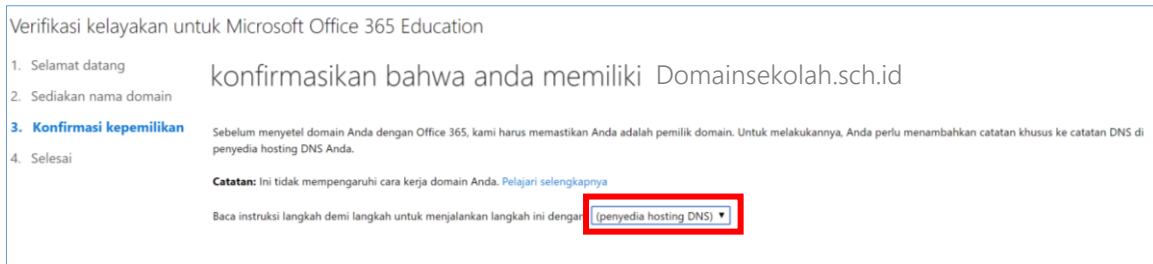 Verifikasi kelayakan untuk Microsoft Office 365 Education
1. Selamat datang
2. Sediakan nama domain
3. Konfirmasi kepemilikan
4. Selesai
konfirmasikan bahwa anda memiliki Domainsekolah.sch.id
Sebelum menyetel domain Anda dengan Office 365, kami harus memastikan Anda adalah pemilik domain. Untuk melakukannya, Anda perlu menambahkan catatan khusus ke catatan DNS di
penyedia hosting DNS Anda.
Catatan: Ini tidak mempengaruhi cara kerja domain Anda. Pelajari selengkapnya
Baca instruksi langkah demi langkah untuk menjalankan langkah ini dengan (penyedia hosting DNS) ▼